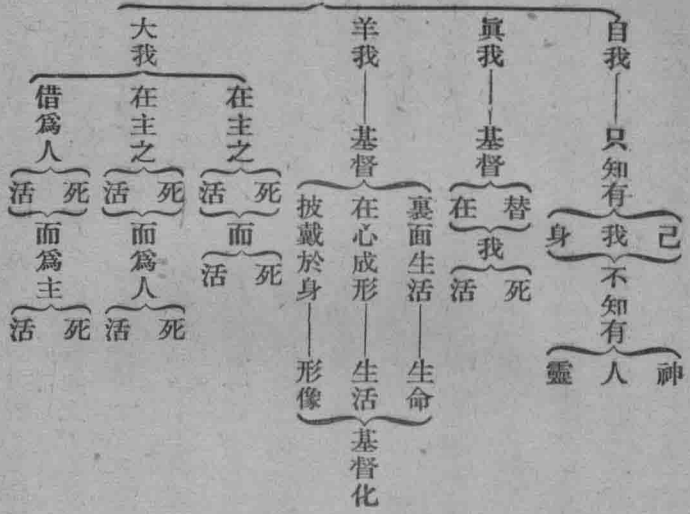 自我——只知有
己
我
身
不知有
神
人
靈
眞我——基督
替
在
我
死
活
羊我——基督
裏面生活——生命
在心成形——生活
披戴於身——形像
基督化
大我
在主之
死
活
而
死
活
在主之
死
活
而爲人
死
活
借爲人
死
活
而爲主
死
活